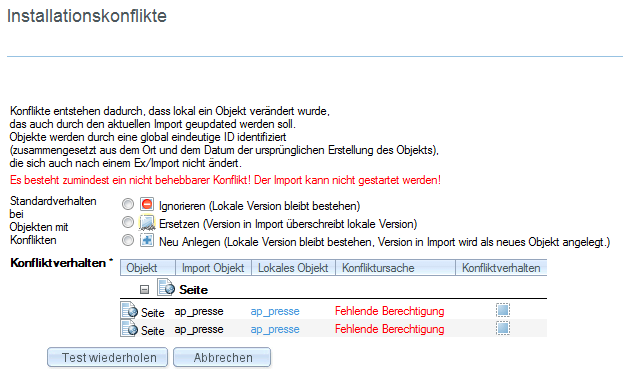 Installationskonflikte
Konflikte entstehen dadurch, dass lokal ein Objekt verändert wurde,
das auch durch den aktuellen Import geupdated werden soll.
Objekte werden durch eine global eindeutige ID identifiziert
(zusammengesetzt aus dem Ort und dem Datum der ursprünglichen Erstellung des Objekts),
die sich auch nach einem Ex/Import nicht ändert.
Es besteht zumindest ein nicht behebbarer Konflikt! Der Import kann nicht gestartet werden!
Standardverhalten
bei
Objekten mit
Konflikten
Ignorieren (Lokale Version bleibt bestehen)
Ersetzen (Version in Import überschreibt lokale Version)
Neu Anlegen (Lokale Version bleibt bestehen, Version in Import wird als neues Objekt angelegt.)
Konfliktverhalten *
Objekt Import Objekt Lokales Objekt Konfliktursache Konfliktverhalten
Seite
Seite ap_presse ap_presse Fehlende Berechtigung
Seite ap_presse ap_presse Fehlende Berechtigung
Test wiederholen Abbrechen